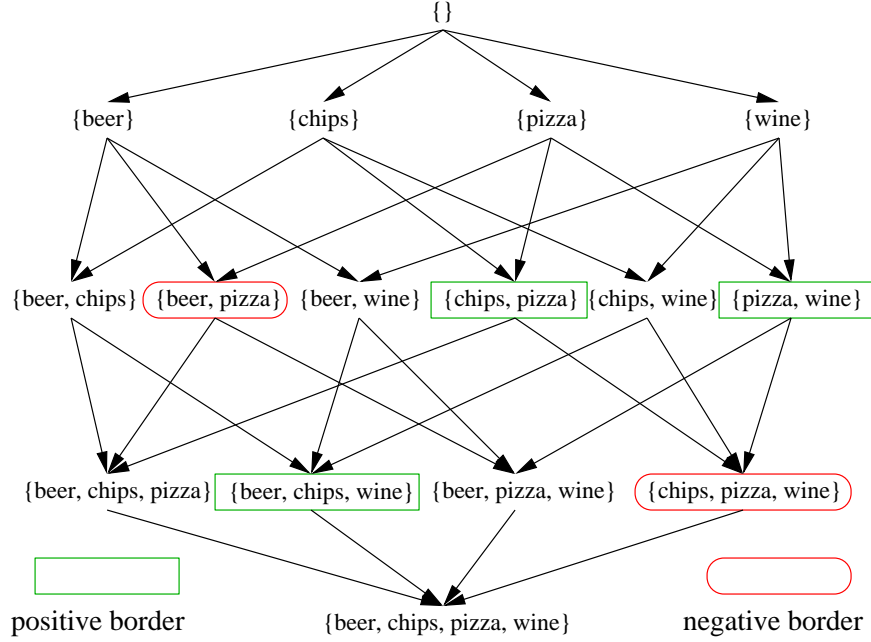 {}
{beer} {chips} {pizza} {wine}
{beer, chips} {beer, pizza} {beer, wine} {chips, pizza} {chips, wine} {pizza, wine}
{beer, chips, pizza} {beer, chips, wine} {beer, pizza, wine} {chips, pizza, wine}
positive border {beer, chips, pizza, wine} negative border